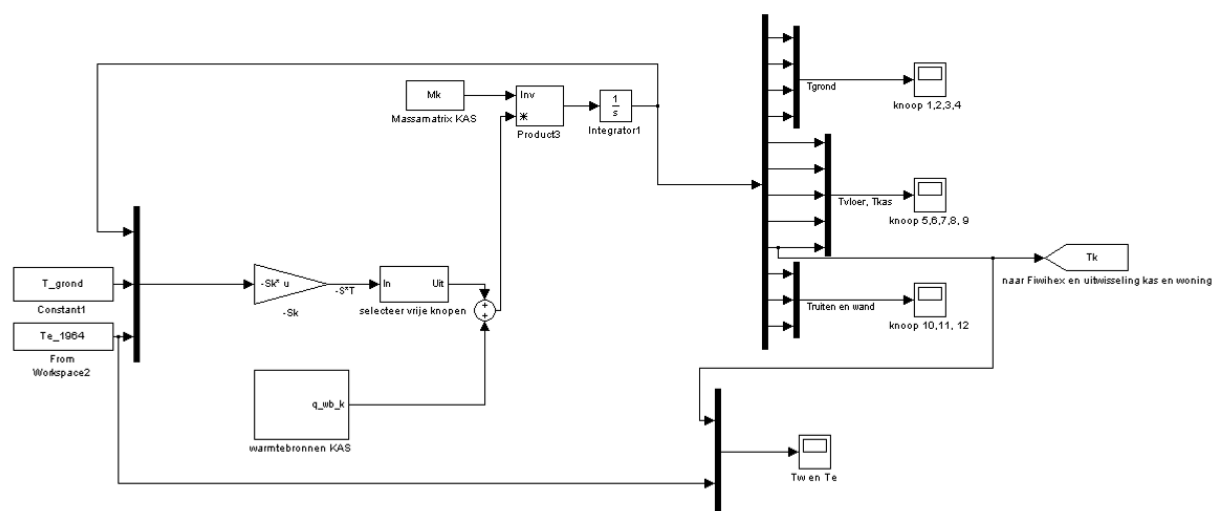 Mk
Massamatrix KAS
Inv
Product3
1
s
Integrator1
Tgrond
knoop 1,2,3,4
Tvloer, Tkas
knoop 5,6,7,8, 9
Tk
naar Fiwihex en uitwisseling kas en woning
Truiten en wand
knoop 10,11, 12
T_grond
Constant1
Te_1964
From
Workspace2
-Sk* u
-Sk
-S*T
In
Uit
selecteer vrije knopen
+
+
q_wb_k
warmtebronnen KAS
Tw en Te